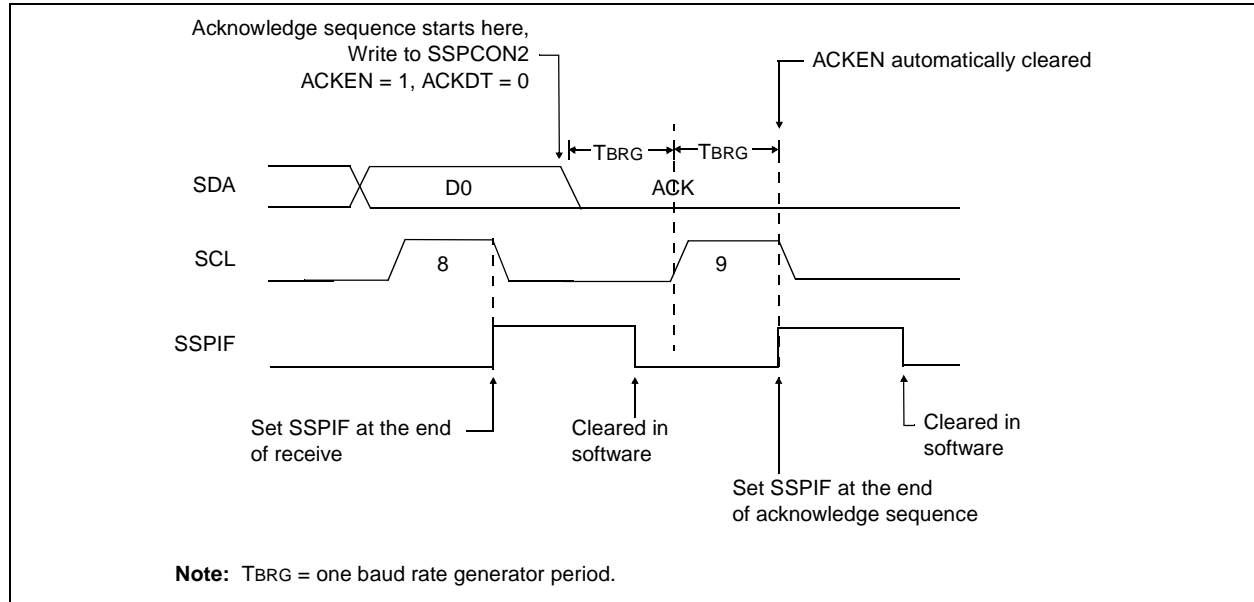 Acknowledge sequence starts here,
Write to SSPCON2
ACKEN = 1, ACKDT = 0
ACKEN automatically cleared
TBRG
TBRG
SDA
D0
ACK
SCL
8
9
SSPIF
Set SSPIF at the end
of receive
Cleared in
software
Cleared in
software
Set SSPIF at the end
of acknowledge sequence
Note: TBRG = one baud rate generator period.